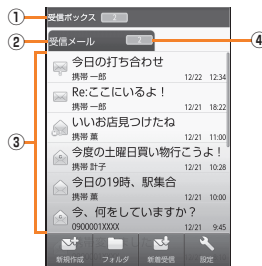 ① 受信ボックス 2
② 受信メール 2 ④
③
今日の打ち合わせ
携帯 一郎 12/22 12:34
Re:ここにいるよ！
携帯 一郎 12/21 18:22
いいお店見つけたね
携帯 薫 12/21 11:00
今度の土曜日買い物行こうよ！
携帯 計子 12/21 10:28
今日の19時、駅集合
携帯 薫 12/21 10:00
今、何をしていますか？
0900001XXXX 12/21 9:45
新規作成 フォルダ 新着受信 設定